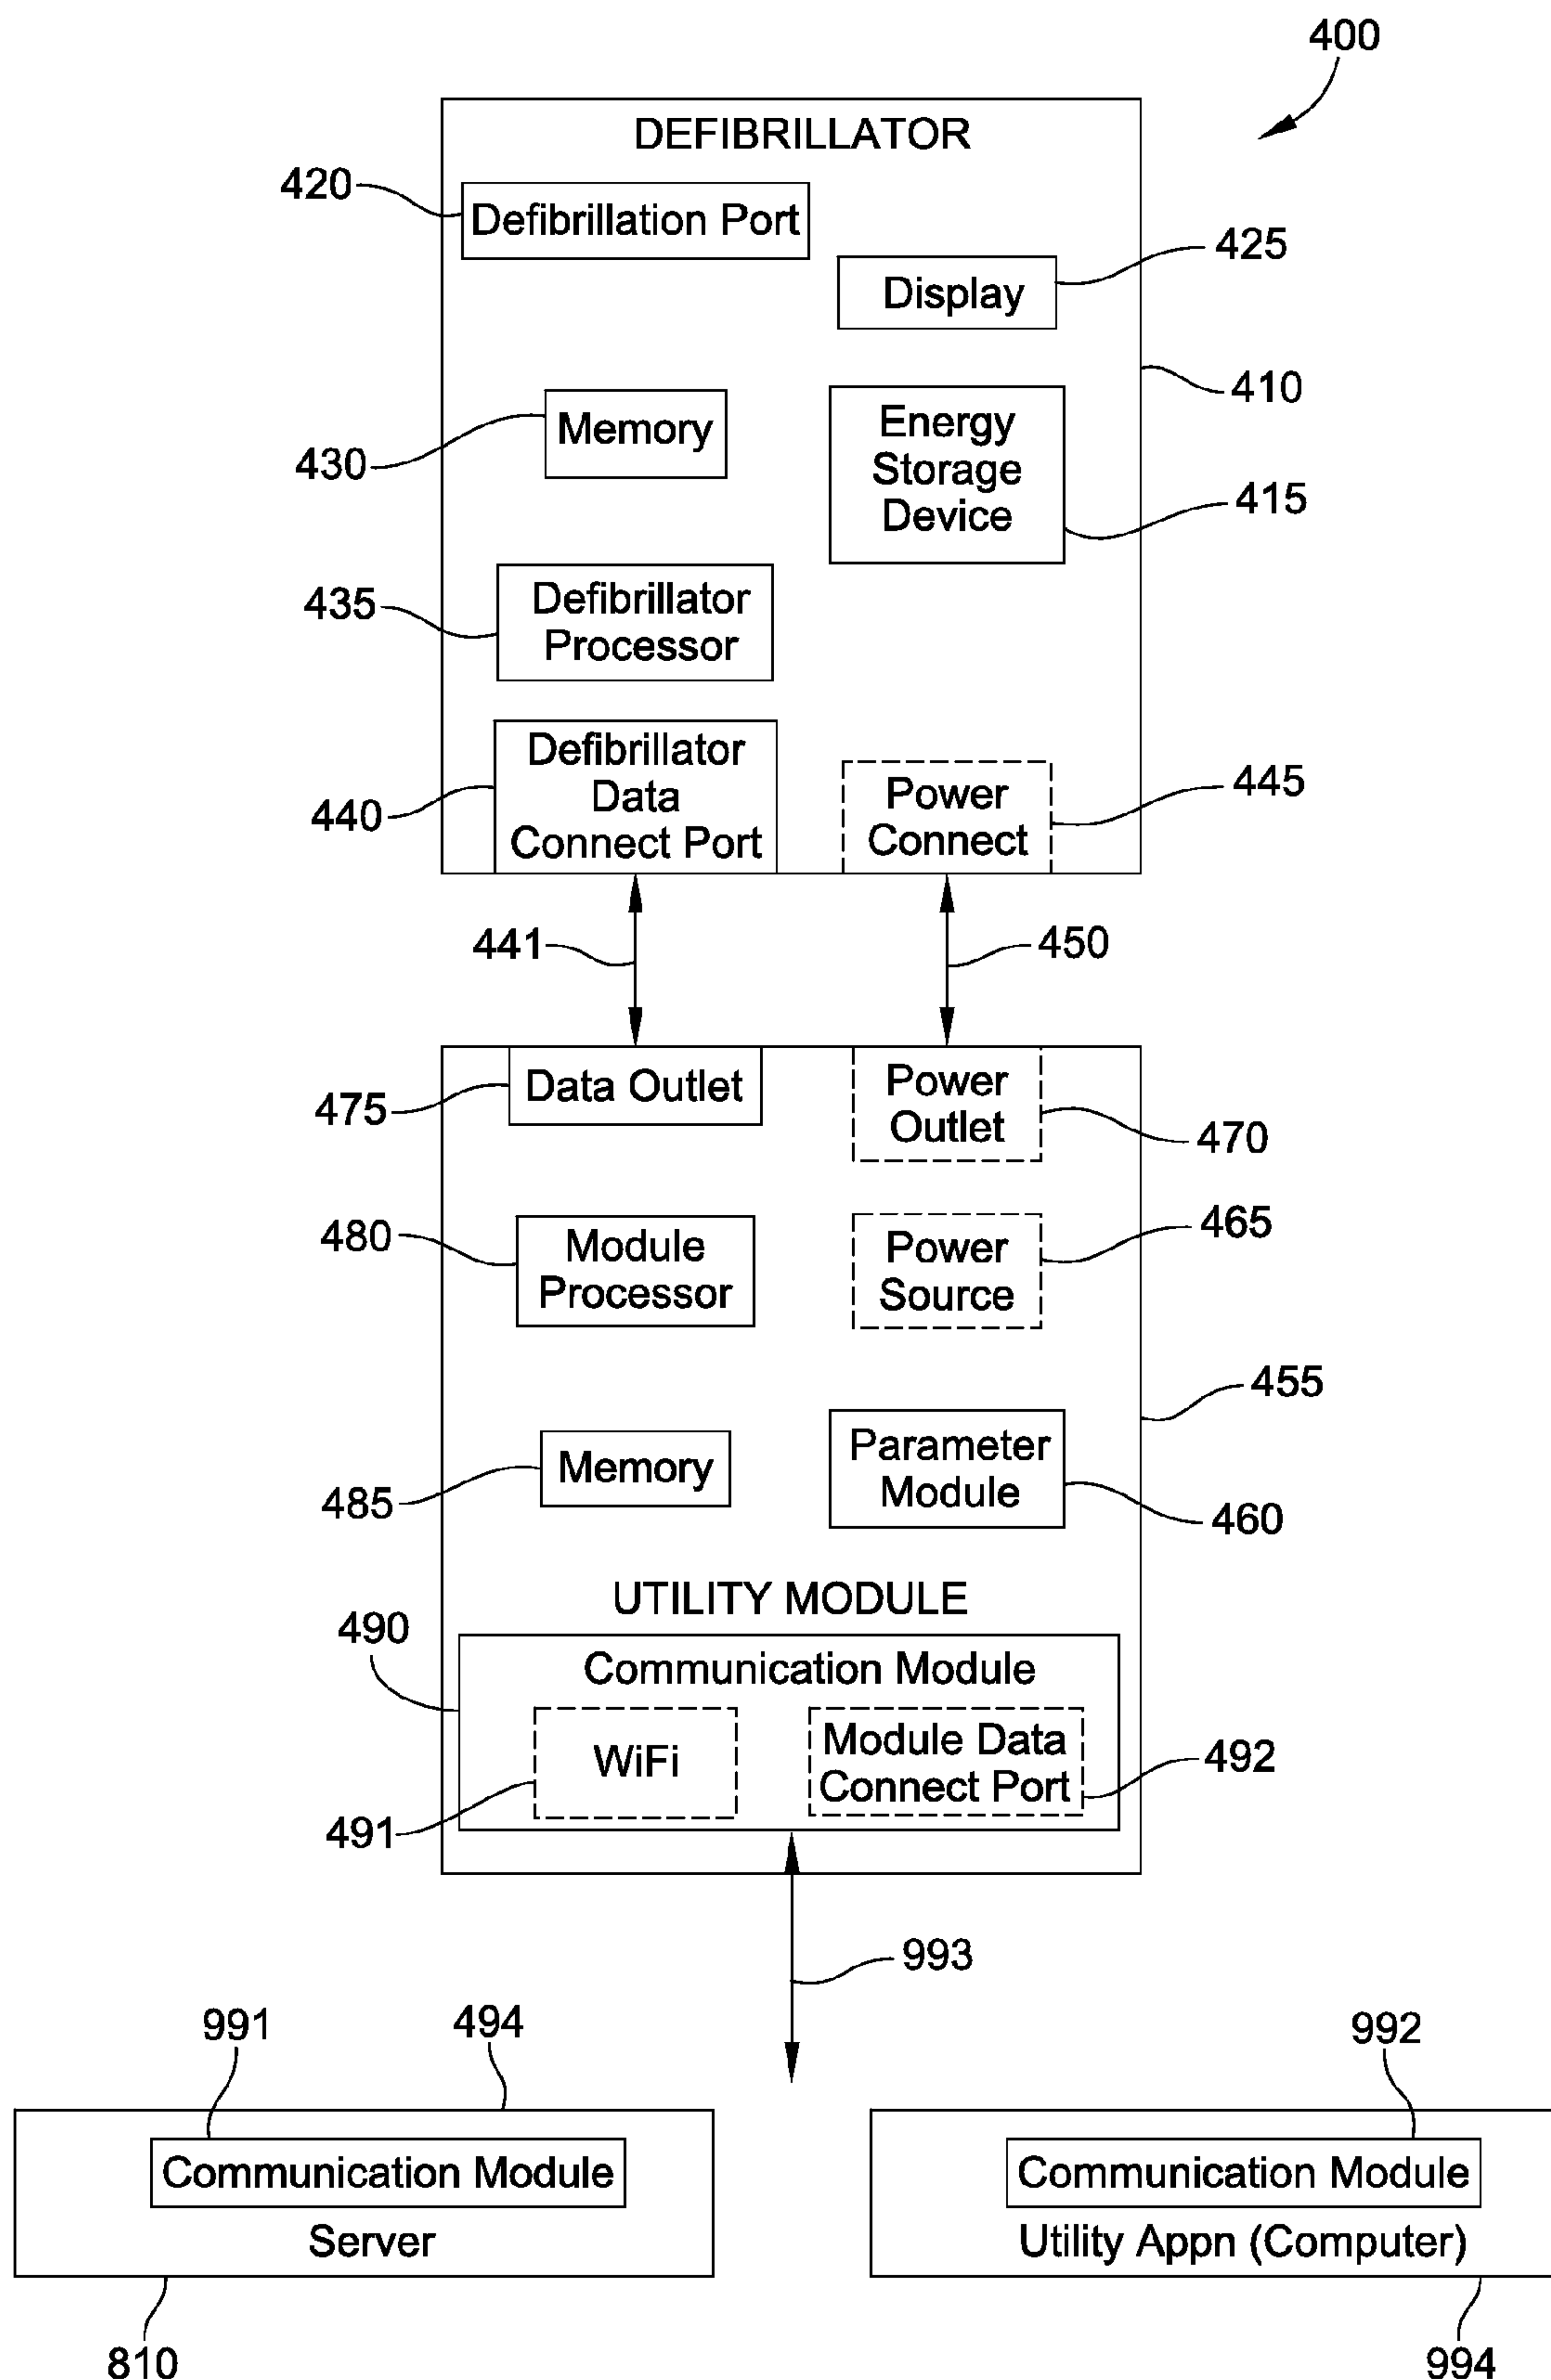 400
DEFIBRILLATOR
420
Defibrillation Port
425
Display
410
430
Memory
Energy
Storage
Device
415
435
Defibrillator
Processor
440
Defibrillator
Data
Connect Port
Power
Connect
445
441
450
475
Data Outlet
Power
Outlet
470
480
Module
Processor
Power
Source
465
455
485
Memory
Parameter
Module
460
UTILITY MODULE
490
Communication Module
WiFi
491
Module Data
Connect Port
492
993
991
494
992
Communication Module
Server
810
Communication Module
Utility Appn (Computer)
994